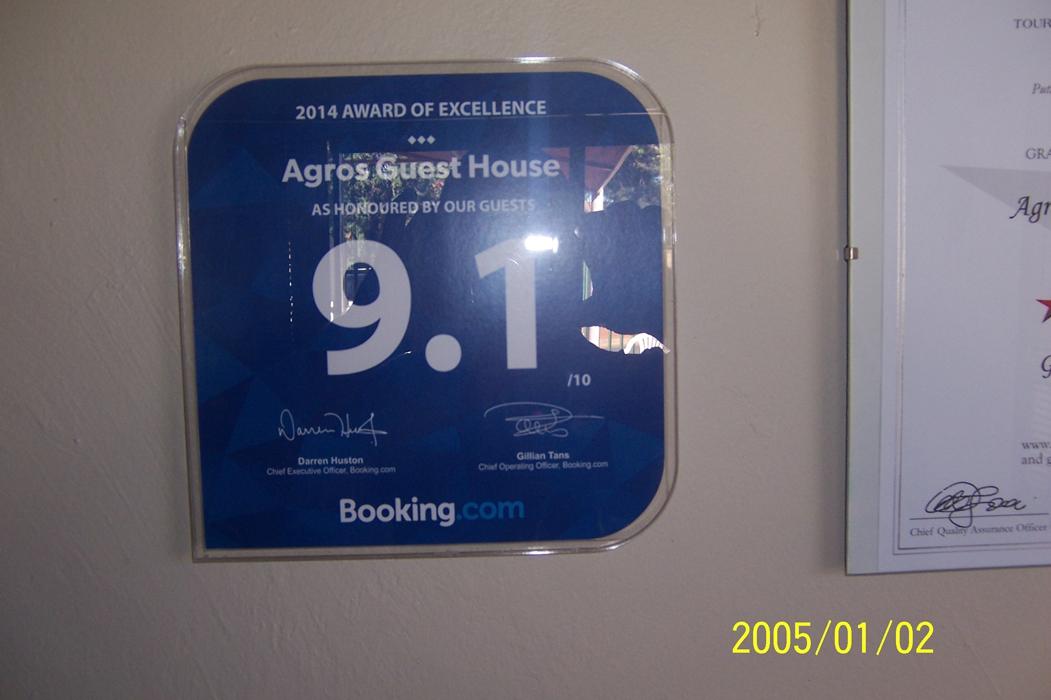 2014 AWARD OF EXCELLENCE
Agros Guest House
AS HONOURED BY OUR GUESTS
9.1
/10
Darren Huston
Chief Executive Officer, Booking.com
Gillian Tans
Chief Operating Officer, Booking.com
Booking.com
TOUR
GRA
Agr
www.
and g
Chief Quality Assurance Officer
2005/01/02